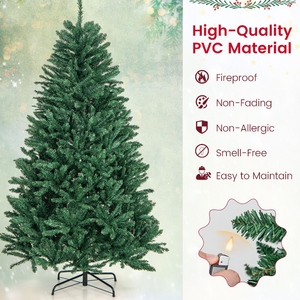 High-Quality
PVC Material
Fireproof
Non-Fading
Non-Allergic
Smell-Free
Easy to Maintain